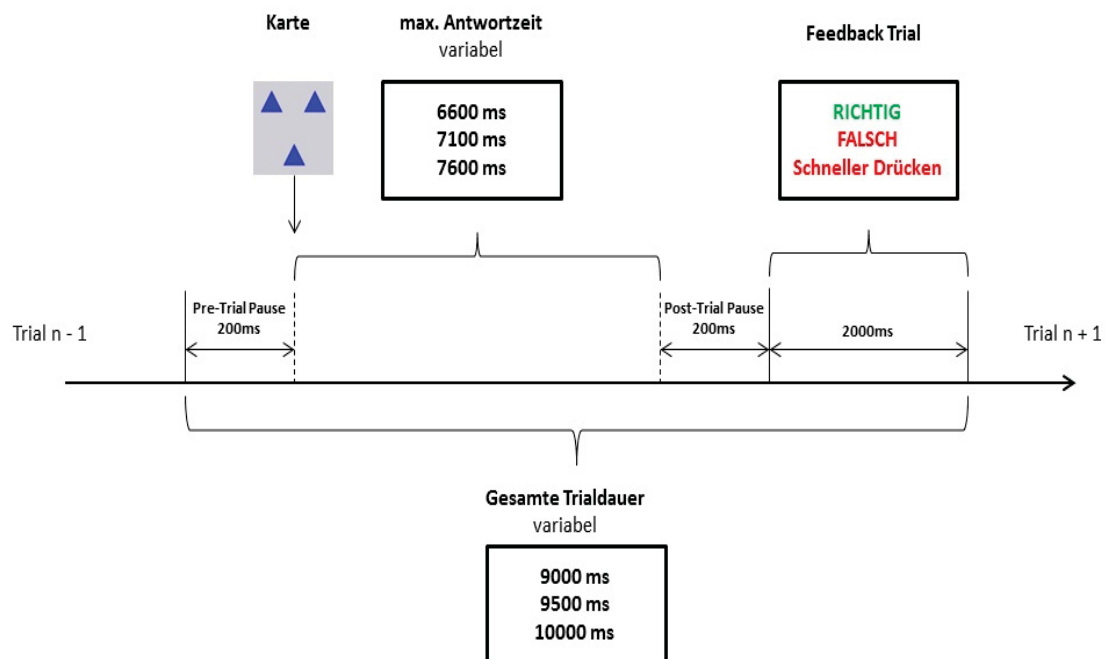 Karte
max. Antwortzeit
variabel
Feedback Trial
6600 ms
7100 ms
7600 ms
RICHTIG
FALSCH
Schneller Drücken
Trial n - 1
Pre-Trial Pause
200ms
Post-Trial Pause
200ms
2000ms
Trial n + 1
Gesamte Trialdauer
variabel
9000 ms
9500 ms
10000 ms